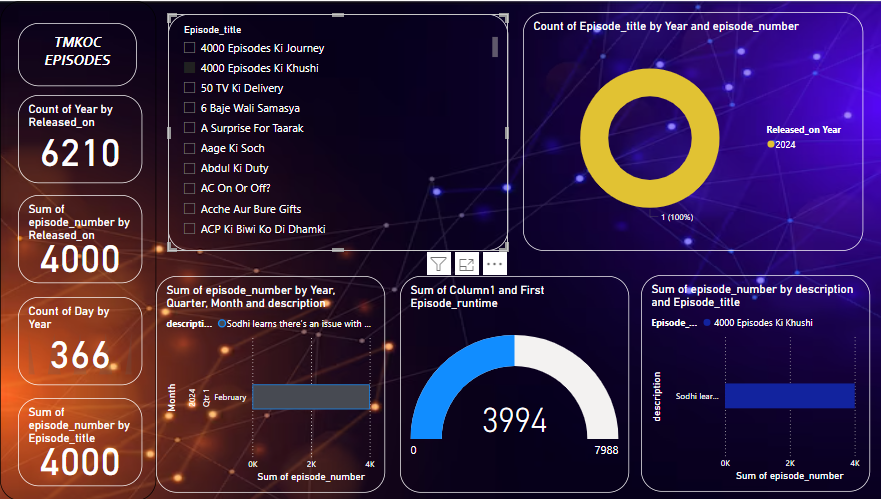 TMKOC
EPISODES
Count of Year by
Released_on
6210
Sum of
episode_number by
Released_on
4000
Count of Day by
Year
366
Sum of
episode_number by
Episode_title
4000
Episode_title
4000 Episodes Ki Journey
4000 Episodes Ki Khushi
50 TV Ki Delivery
6 Baje Wali Samasya
A Surprise For Taarak
Aage Ki Soch
Abdul Ki Duty
AC On Or Off?
Acche Aur Bure Gifts
ACP Ki Biwi Ko Di Dhamki
Count of Episode_title by Year and episode_number
Released_on Year
2024
1 (100%)
Sum of episode_number by Year,
Quarter, Month and description
descripti... Sodhi learns there's an issue with ...
Month
2024
Qtr 1
February
0K 2K 4K
Sum of episode_number
Sum of Column1 and First
Episode_runtime
3994
0 7988
Sum of episode_number by description
and Episode_title
Episode_... 4000 Episodes Ki Khushi
description
Sodhi lear...
0K 2K 4K
Sum of episode_number